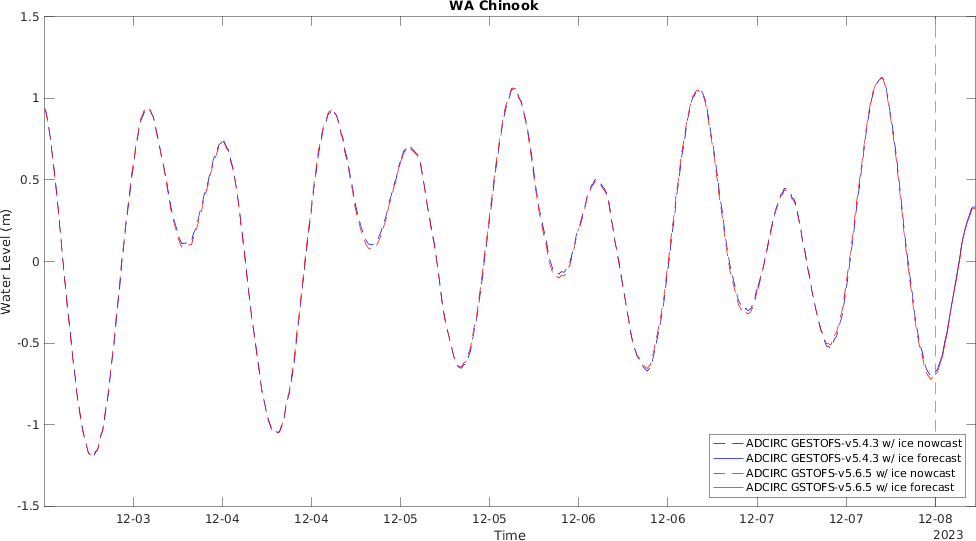 WA Chinook
1.5
1
0.5
0
-0.5
-1
-1.5
Water Level (m)
12-03
12-04
12-04
12-05
12-05
12-06
12-06
12-07
12-07
12-08
2023
Time
ADCIRC GESTOFS-v5.4.3 w/ ice nowcast
ADCIRC GESTOFS-v5.4.3 w/ ice forecast
ADCIRC GSTOFS-v5.6.5 w/ ice nowcast
ADCIRC GSTOFS-v5.6.5 w/ ice forecast